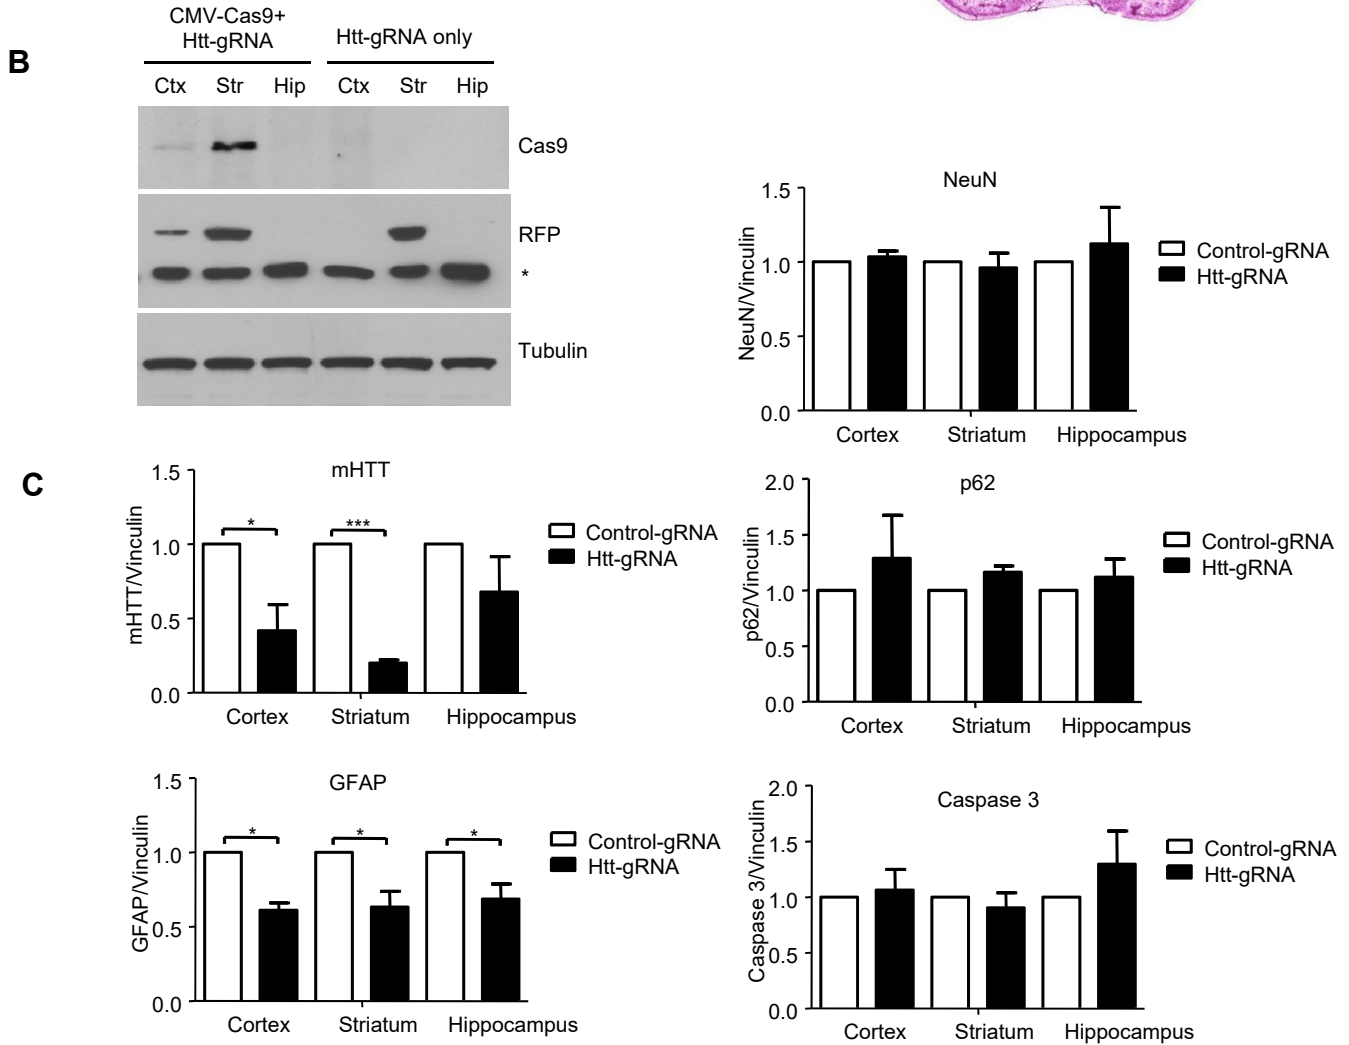 B
CMV-Cas9+
Htt-gRNA
Htt-gRNA only
Ctx Str Hip Ctx Str Hip
Cas9
RFP
*
Tubulin
NeuN
NeuN/Vinculin
1.5
1.0
0.5
0.0
Control-gRNA
Htt-gRNA
Cortex Striatum Hippocampus
C
mHTT
mHTT/Vinculin
1.5
1.0
0.5
0.0
* ***
Control-gRNA
Htt-gRNA
Cortex Striatum Hippocampus
p62
p62/Vinculin
2.0
1.5
1.0
0.5
0.0
Control-gRNA
Htt-gRNA
Cortex Striatum Hippocampus
GFAP
GFAP/Vinculin
1.5
1.0
0.5
0.0
* * *
Control-gRNA
Htt-gRNA
Cortex Striatum Hippocampus
Caspase 3
Caspase 3/Vinculin
2.0
1.5
1.0
0.5
0.0
Control-gRNA
Htt-gRNA
Cortex Striatum Hippocampus